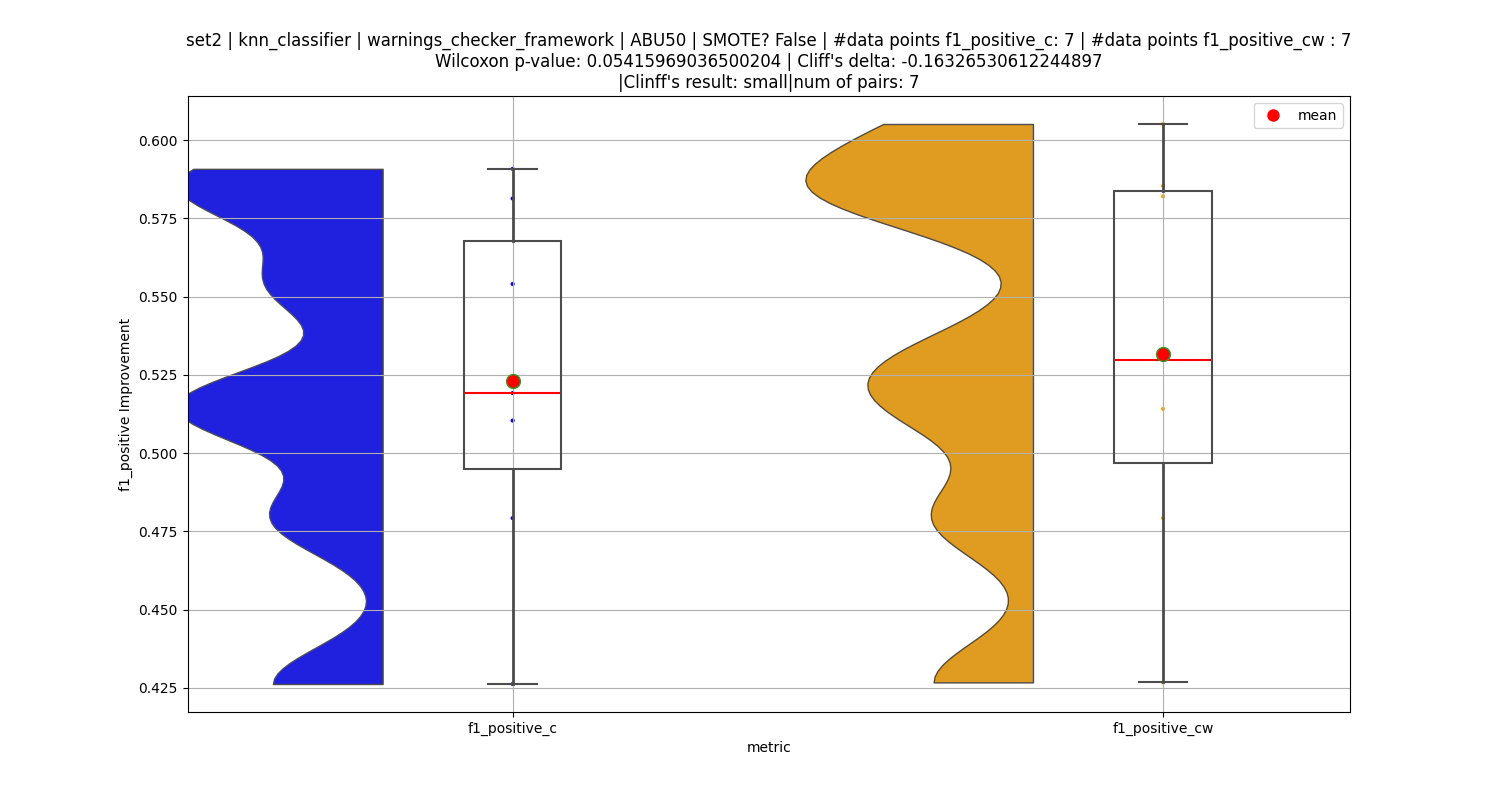 set2 | knn_classifier | warnings_checker_framework | ABU50 | SMOTE? False | #data points f1_positive_c: 7 | #data points f1_positive_cw : 7
Wilcoxon p-value: 0.05415969036500204 | Cliff's delta: -0.16326530612244897
|Clinff's result: small|num of pairs: 7
mean
0.600
0.575
0.550
0.525
0.500
0.475
0.450
0.425
f1_positive Improvement
f1_positive_c
f1_positive_cw
metric